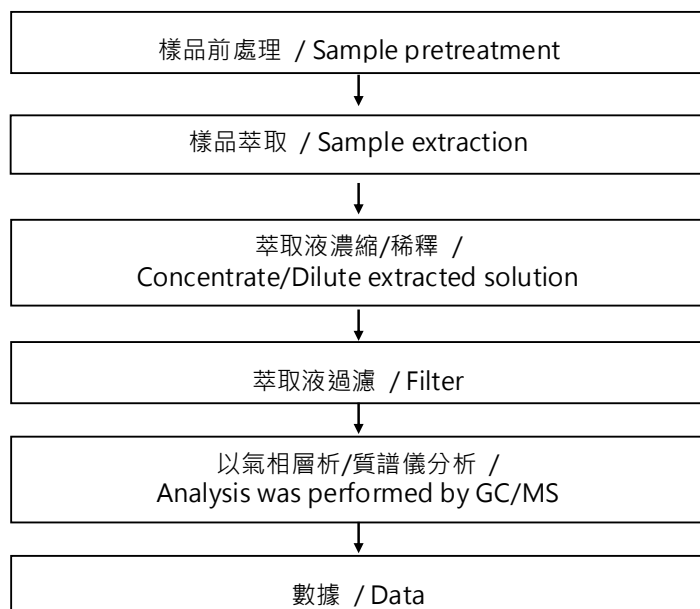 樣品前處理 / Sample pretreatment
樣品萃取 / Sample extraction
萃取液濃縮/稀釋 /
Concentrate/Dilute extracted solution
萃取液過濾 / Filter
以氣相層析/質譜儀分析 /
Analysis was performed by GC/MS
數據 / Data